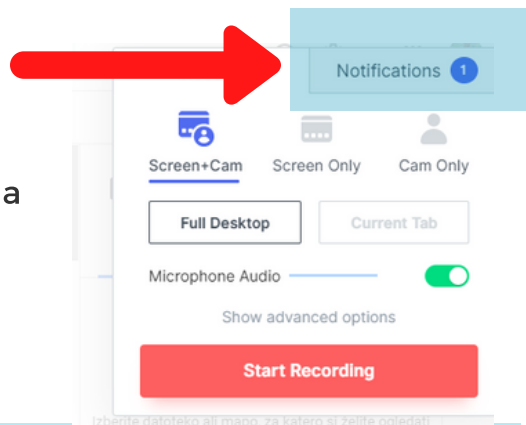 Notifications 1
Screen+Cam Screen Only Cam Only
a
Full Desktop Current Tab
Microphone Audio
Show advanced options
Start Recording
Izberite datoteko ali mapo, za katero si želite ogledati